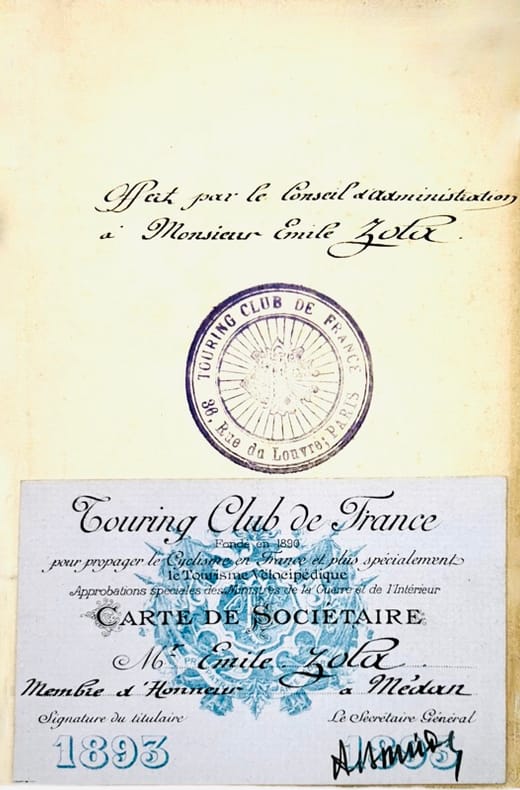 Offert par le Conseil d'administration
à Monsieur Emile Zola.
TOURING CLUB DE FRANCE
36, Rue du Louvre, PARIS
Touring Club de France
Fondé en 1890
pour propager le Cyclisme en France et plus spécialement
le Tourisme Vélocipédique
Approbations spéciales des Ministres de la Guerre et de l'Intérieur
CARTE DE SOCIÉTAIRE
Mr. Emile Zola
Membre d'Honneur à Médan
Signature du titulaire Le Secrétaire Général
1893 1893